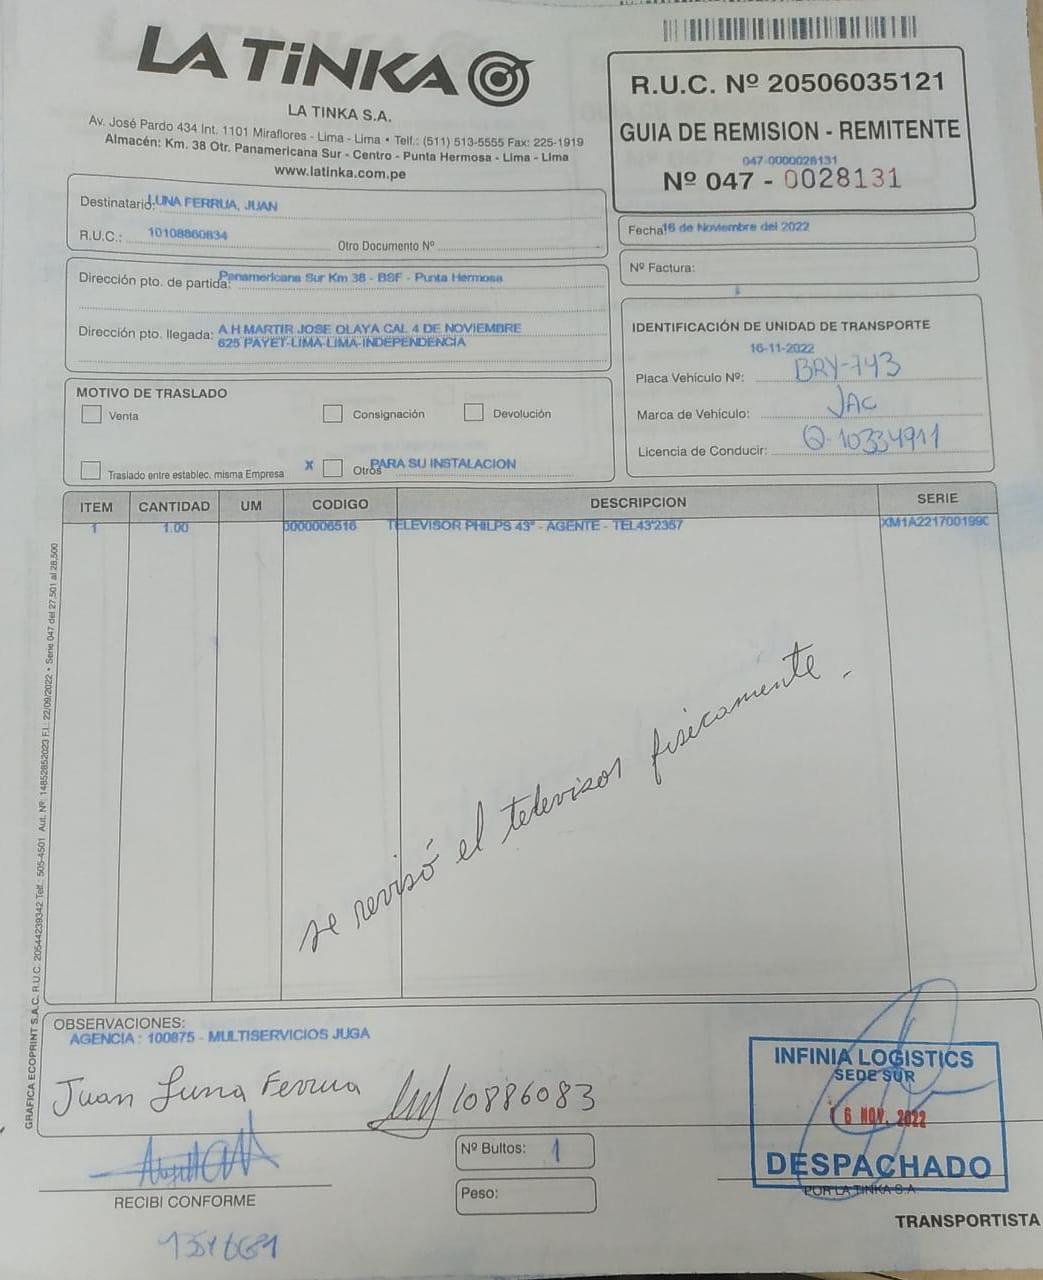 LA TiNKA
LA TINKA S.A.
Av. José Pardo 434 Int. 1101 Miraflores - Lima - Lima • Telf.: (511) 513-5555 Fax: 225-1919
Almacén: Km. 38 Otr. Panamericana Sur - Centro - Punta Hermosa - Lima - Lima
www.latinka.com.pe
R.U.C. Nº 20506035121
GUIA DE REMISION - REMITENTE
047-0000028131
Nº 047 - 0028131
Destinatario: LUNA FERRUA, JUAN
R.U.C.: 10108860834
Otro Documento Nº
Fecha 16 de Noviembre del 2022
Nº Factura:
Dirección pto. de partida: Panamericana Sur Km 38 - BSF - Punta Hermosa
Dirección pto. llegada: A.H MARTIR JOSE OLAYA CAL 4 DE NOVIEMBRE
625 PAYET-LIMA-LIMA-INDEPENDENCIA
IDENTIFICACIÓN DE UNIDAD DE TRANSPORTE
16-11-2022
Placa Vehículo Nº: BRY-743
Marca de Vehículo: JAC
Licencia de Conducir: Q-10334911
MOTIVO DE TRASLADO
Venta
Consignación
Devolución
Traslado entre establec. misma Empresa
X Otros PARA SU INSTALACION
ITEM CANTIDAD UM CODIGO DESCRIPCION SERIE
1 1.00 0000006516 TELEVISOR PHILPS 43" - AGENTE - TEL43'2357 XM1A221700199C
se revisó el televisor fisicamente.
GRAFICA ECOPRINT S.A.C. R.U.C. 20544239342 Telf.: 505-4501 Aut. Nº: 14852852023 F.I.: 22/09/2022 • Serie 047 del 27,501 al 28,500
OBSERVACIONES:
AGENCIA : 100875 - MULTISERVICIOS JUGA
Juan Luna Ferrua 10886083
INFINIA LOGISTICS
SEDE SUR
16 NOV. 2022
DESPACHADO
POR LA TINKA S.A.
Nº Bultos: 1
Peso:
RECIBI CONFORME
TRANSPORTISTA